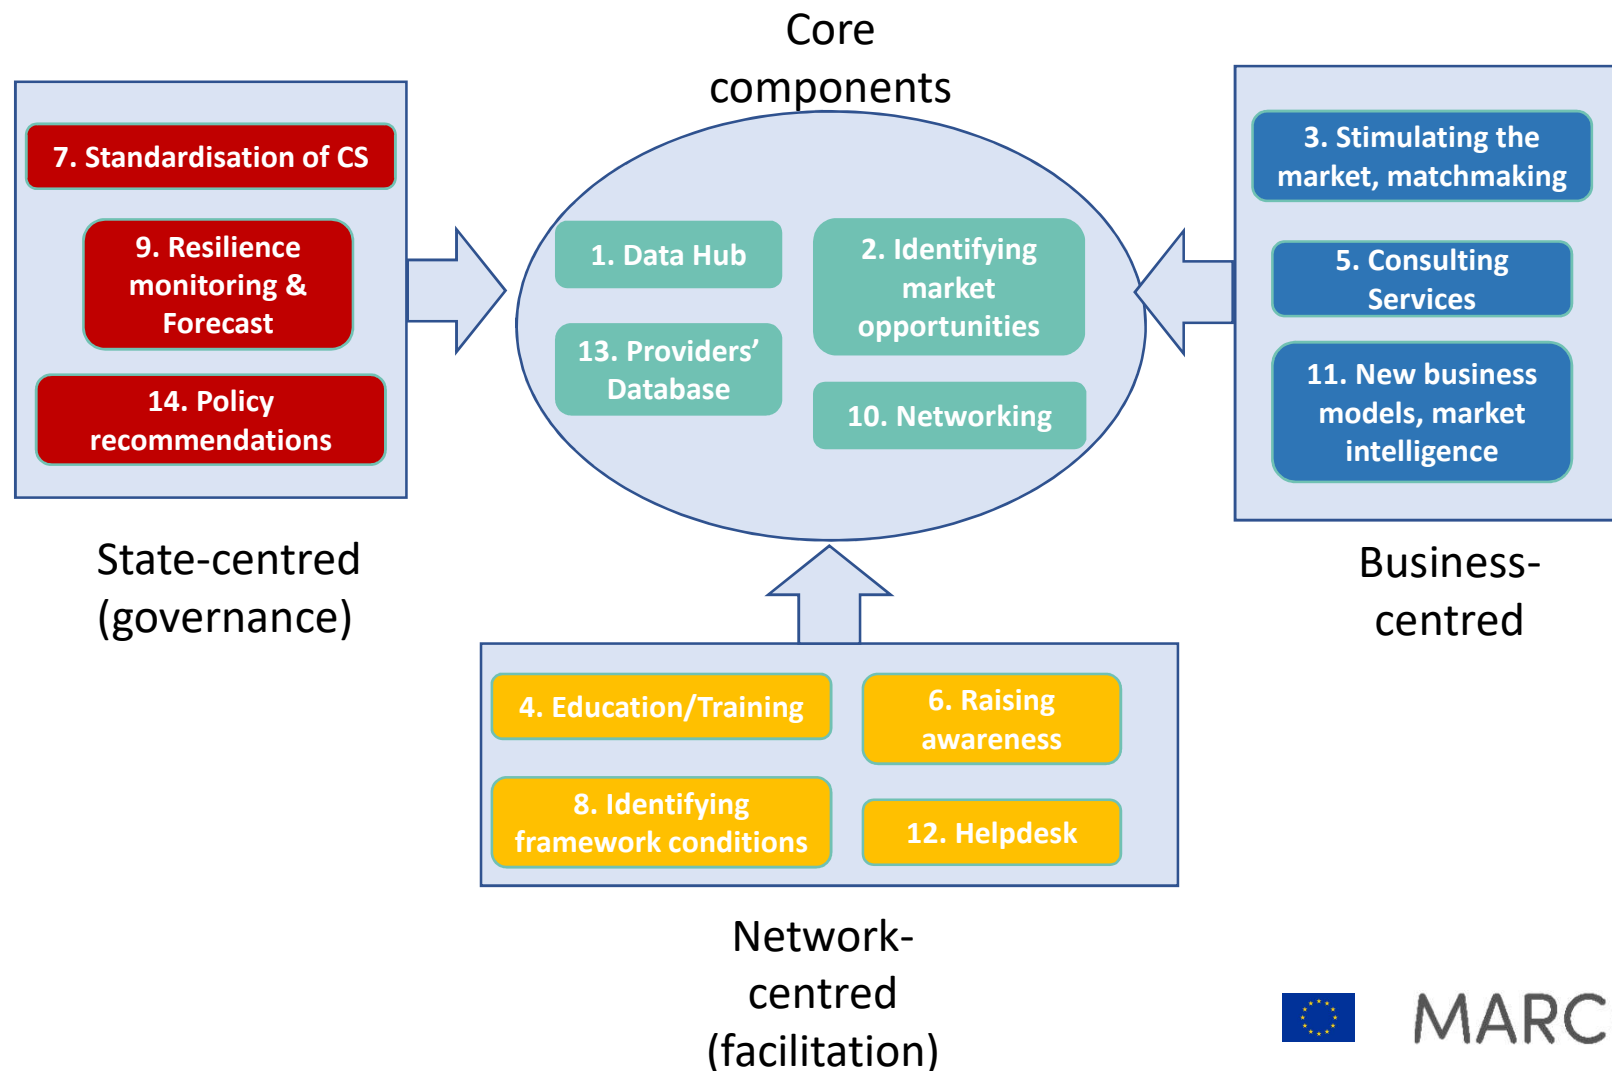 Core
components
7. Standardisation of CS
9. Resilience
monitoring &
Forecast
14. Policy
recommendations
State-centred
(governance)
1. Data Hub
2. Identifying
market
opportunities
13. Providers’
Database
10. Networking
3. Stimulating the
market, matchmaking
5. Consulting
Services
11. New business
models, market
intelligence
Business-
centred
4. Education/Training
6. Raising
awareness
8. Identifying
framework conditions
12. Helpdesk
Network-
centred
(facilitation)
MARC